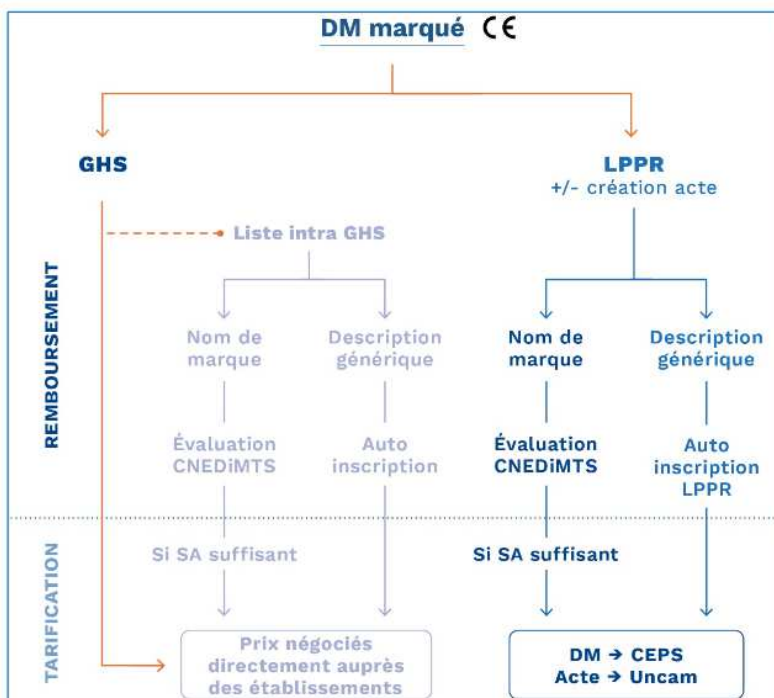 DM marqué CE
GHS
LPPR
+/- création acte
Liste intra GHS
REMBOURSEMENT
Nom de
marque
Description
générique
Nom de
marque
Description
générique
Évaluation
CNEDiMTS
Auto
inscription
Évaluation
CNEDiMTS
Auto
inscription
LPPR
TARIFICATION
Si SA suffisant
Si SA suffisant
Prix négociés
directement auprès
des établissements
DM → CEPS
Acte → Uncam